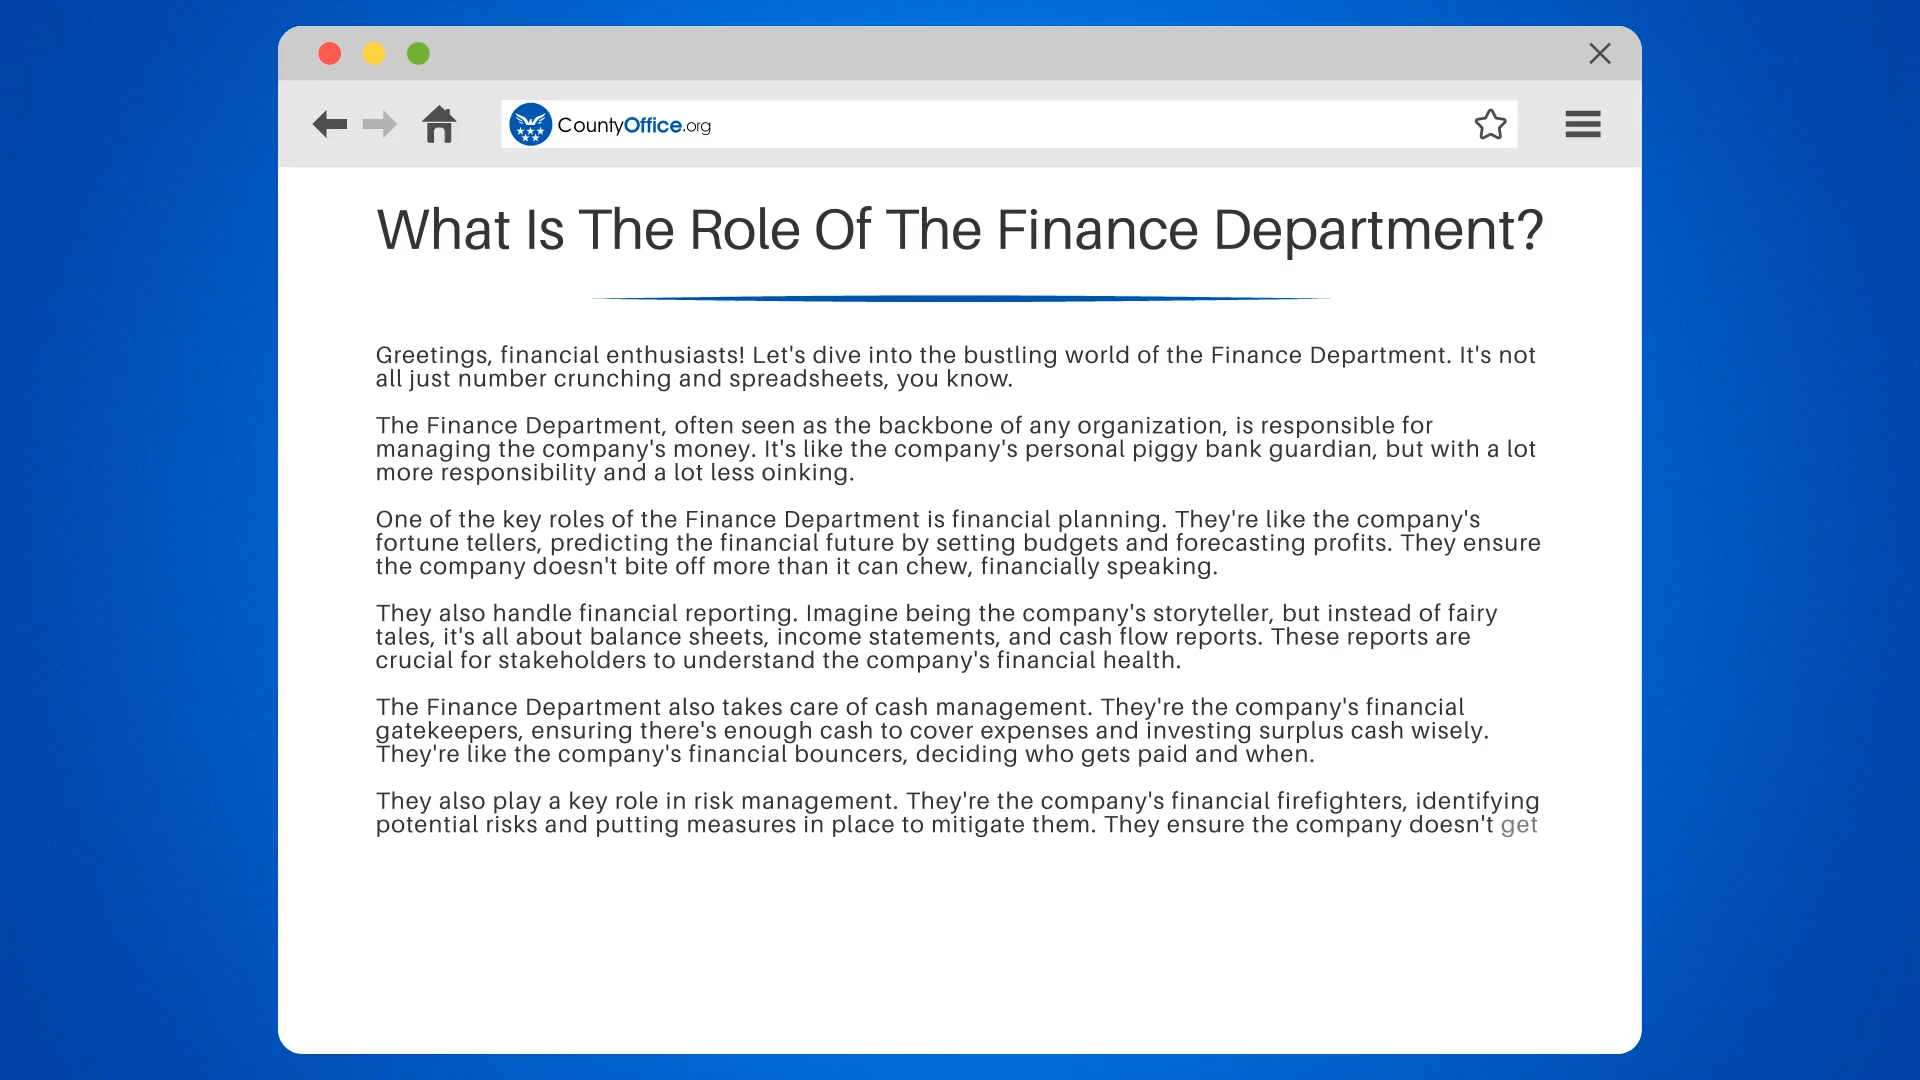 CountyOffice.org
What Is The Role Of The Finance Department?
Greetings, financial enthusiasts! Let's dive into the bustling world of the Finance Department. It's not
all just number crunching and spreadsheets, you know.
The Finance Department, often seen as the backbone of any organization, is responsible for
managing the company's money. It's like the company's personal piggy bank guardian, but with a lot
more responsibility and a lot less oinking.
One of the key roles of the Finance Department is financial planning. They're like the company's
fortune tellers, predicting the financial future by setting budgets and forecasting profits. They ensure
the company doesn't bite off more than it can chew, financially speaking.
They also handle financial reporting. Imagine being the company's storyteller, but instead of fairy
tales, it's all about balance sheets, income statements, and cash flow reports. These reports are
crucial for stakeholders to understand the company's financial health.
The Finance Department also takes care of cash management. They're the company's financial
gatekeepers, ensuring there's enough cash to cover expenses and investing surplus cash wisely.
They're like the company's financial bouncers, deciding who gets paid and when.
They also play a key role in risk management. They're the company's financial firefighters, identifying
potential risks and putting measures in place to mitigate them. They ensure the company doesn't get